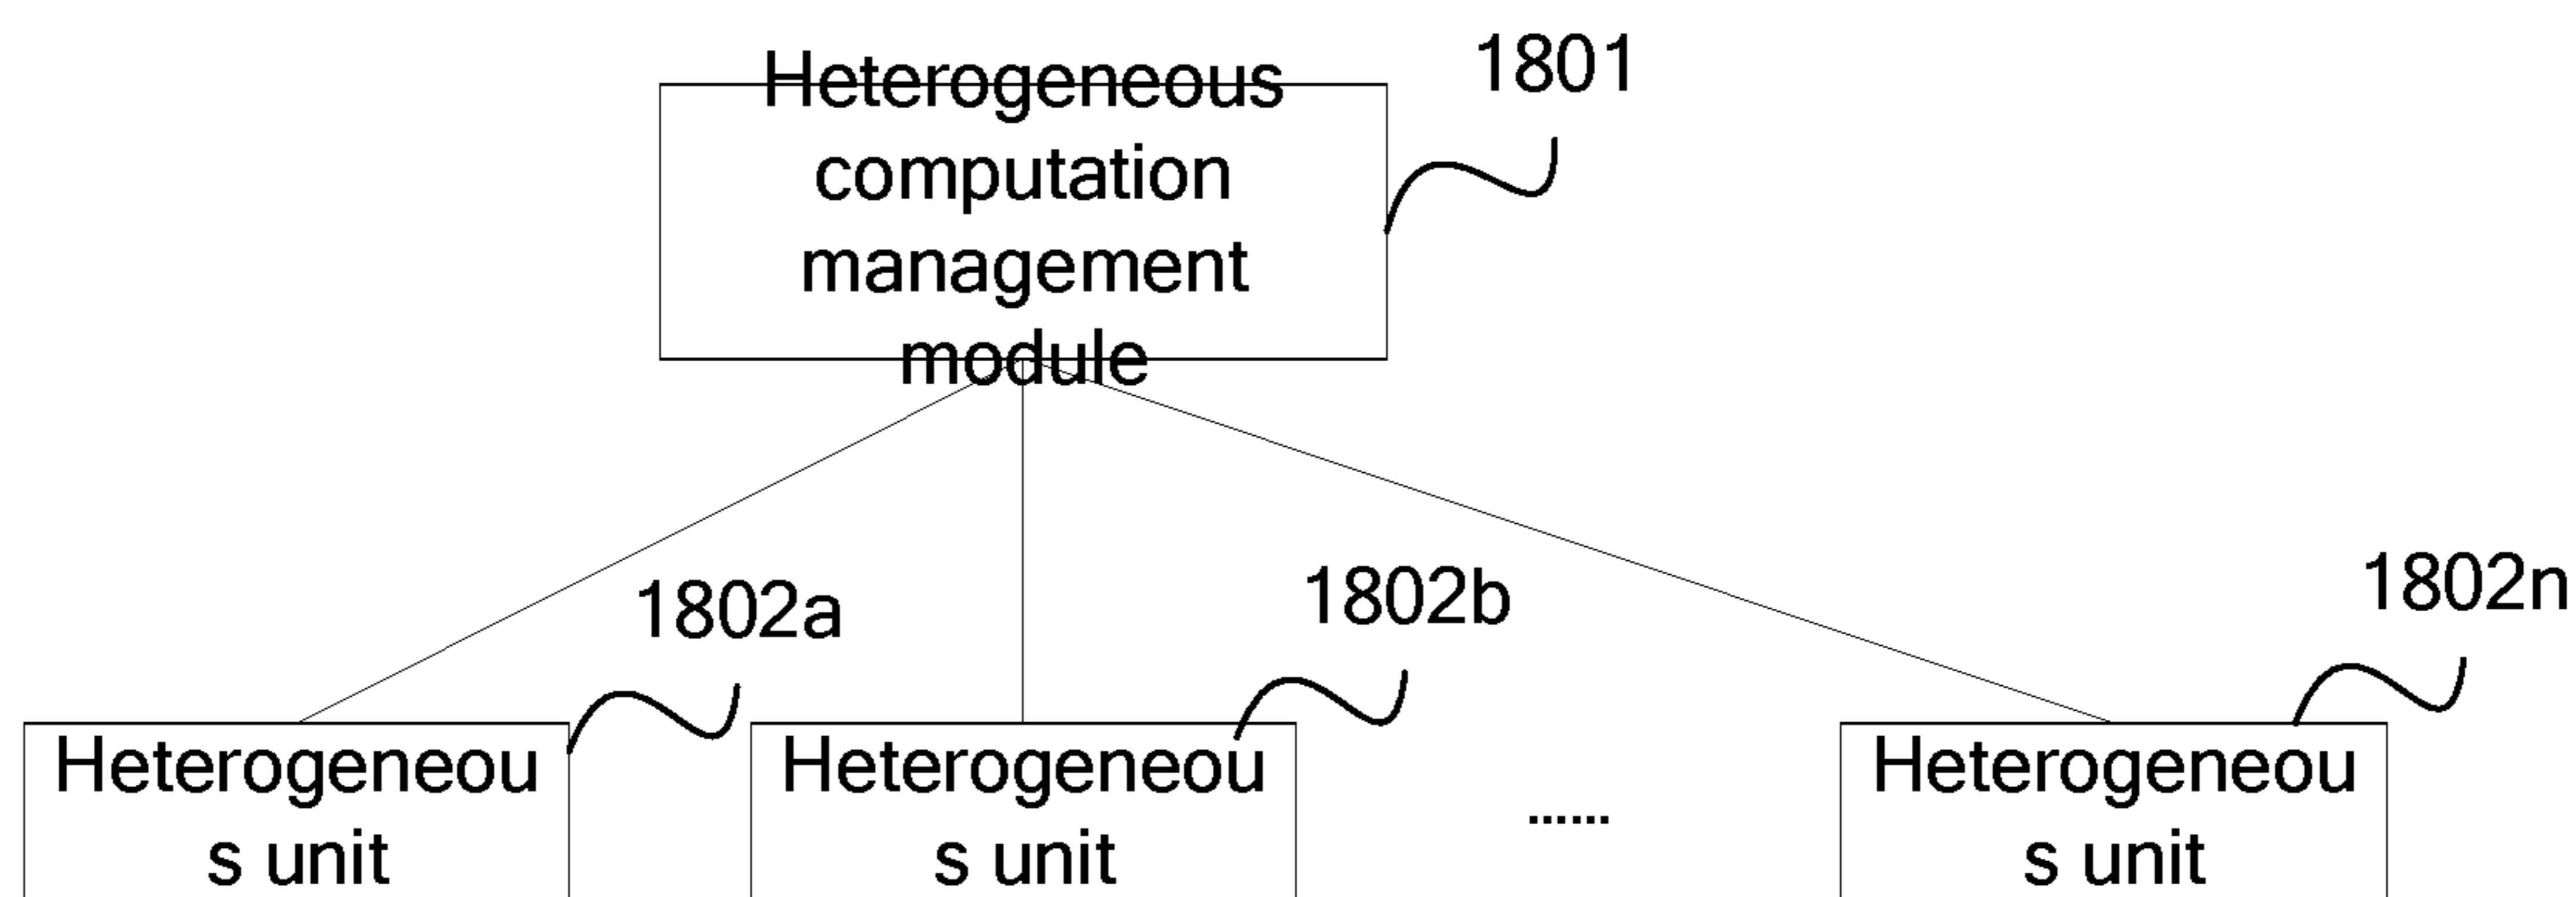 Heterogeneous
computation
management
module
1801
1802a
1802b
1802n
Heterogeneou
s unit
Heterogeneou
s unit
......
Heterogeneou
s unit